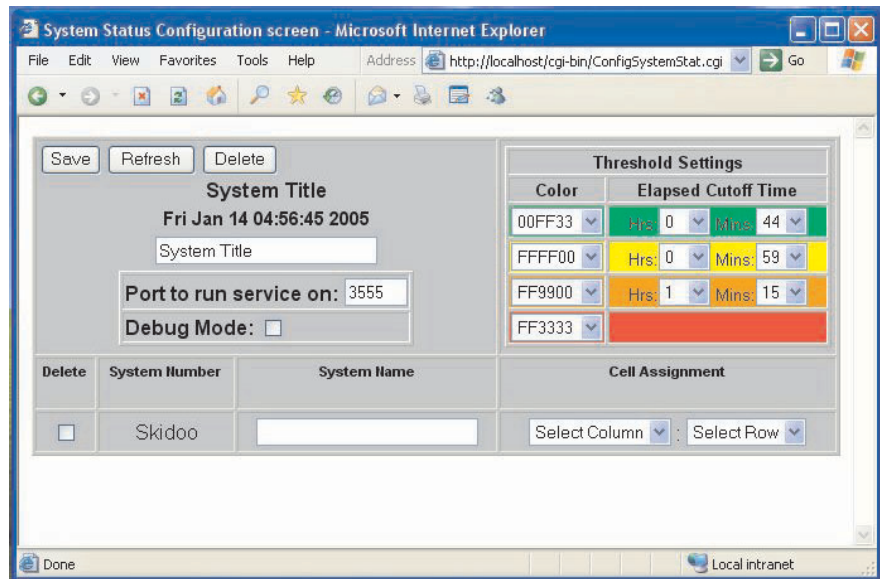 System Status Configuration screen - Microsoft Internet Explorer
File Edit View Favorites Tools Help Address http://localhost/cgi-bin/ConfigSystemStat.cgi Go
Save Refresh Delete
System Title
Fri Jan 14 04:56:45 2005
System Title
Port to run service on: 3555
Debug Mode:
Threshold Settings
Color Elapsed Cutoff Time
00FF33 Hrs: 0 Mins: 44
FFFF00 Hrs: 0 Mins: 59
FF9900 Hrs: 1 Mins: 15
FF3333
Delete System Number System Name Cell Assignment
Skidoo Select Column : Select Row
Done Local intranet